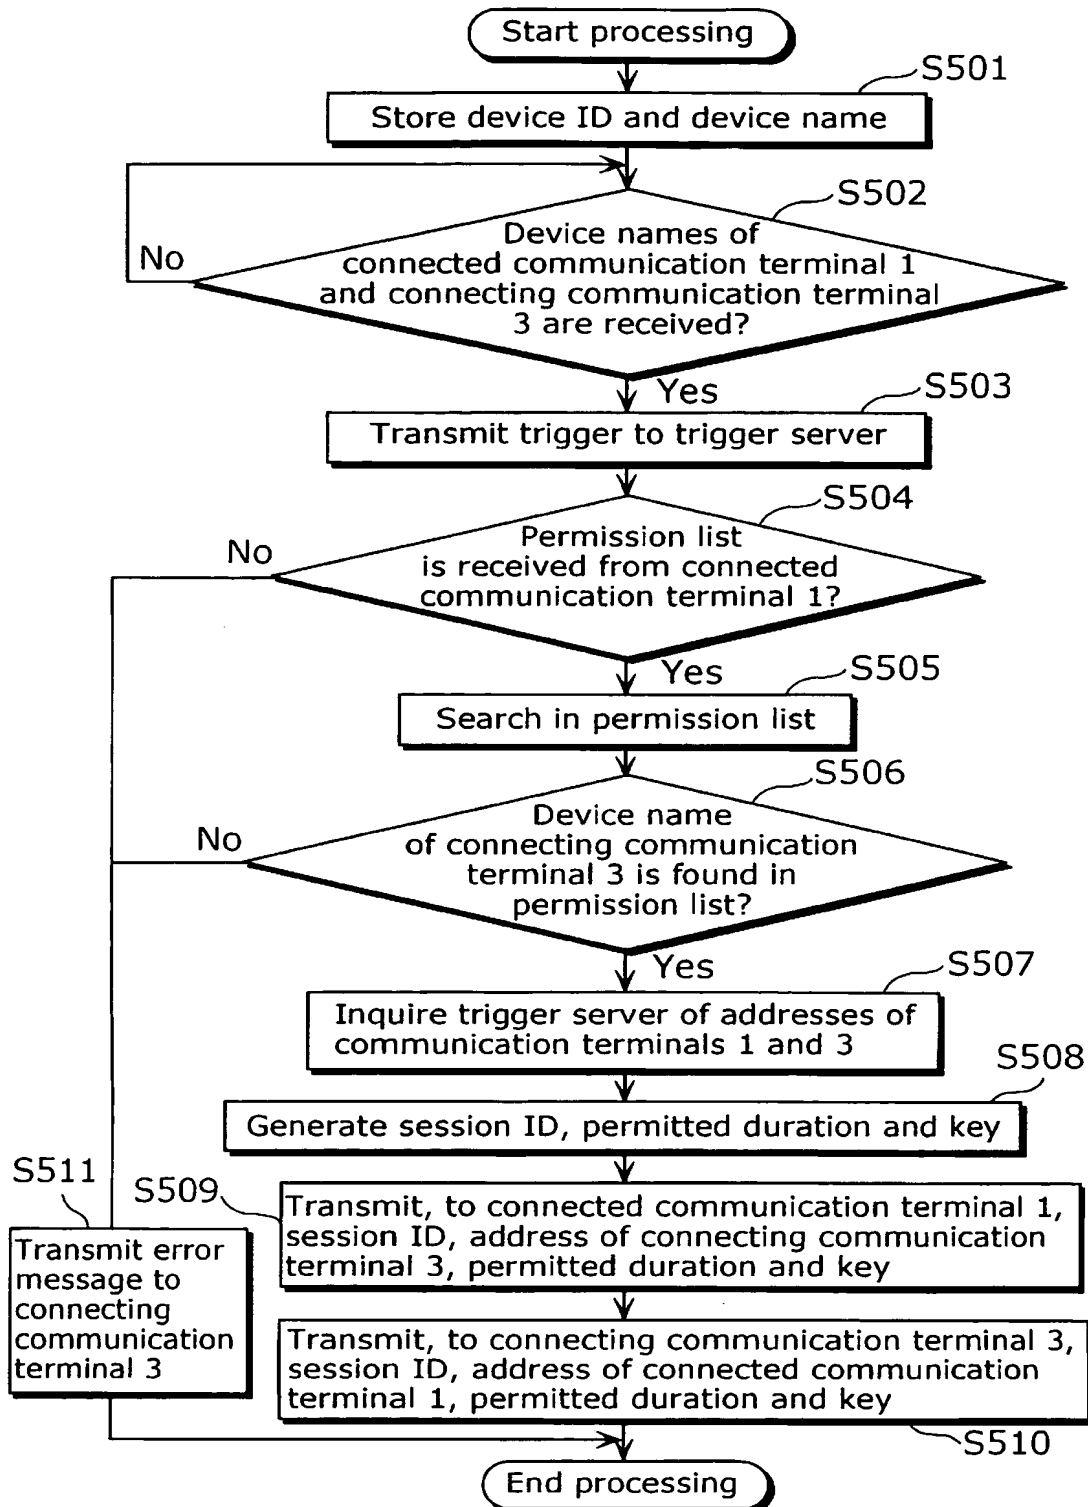 Start processing
S501
Store device ID and device name
S502
Device names of
connected communication terminal 1
and connecting communication terminal
3 are received?
No
Yes
S503
Transmit trigger to trigger server
S504
Permission list
is received from connected
communication terminal 1?
No
Yes
S505
Search in permission list
S506
Device name
of connecting communication
terminal 3 is found in
permission list?
No
Yes
S507
Inquire trigger server of addresses of
communication terminals 1 and 3
S508
Generate session ID, permitted duration and key
S509
Transmit, to connected communication terminal 1,
session ID, address of connecting communication
terminal 3, permitted duration and key
S511
Transmit error
message to
connecting
communication
terminal 3
Transmit, to connecting communication terminal 3,
session ID, address of connected communication
terminal 1, permitted duration and key
S510
End processing